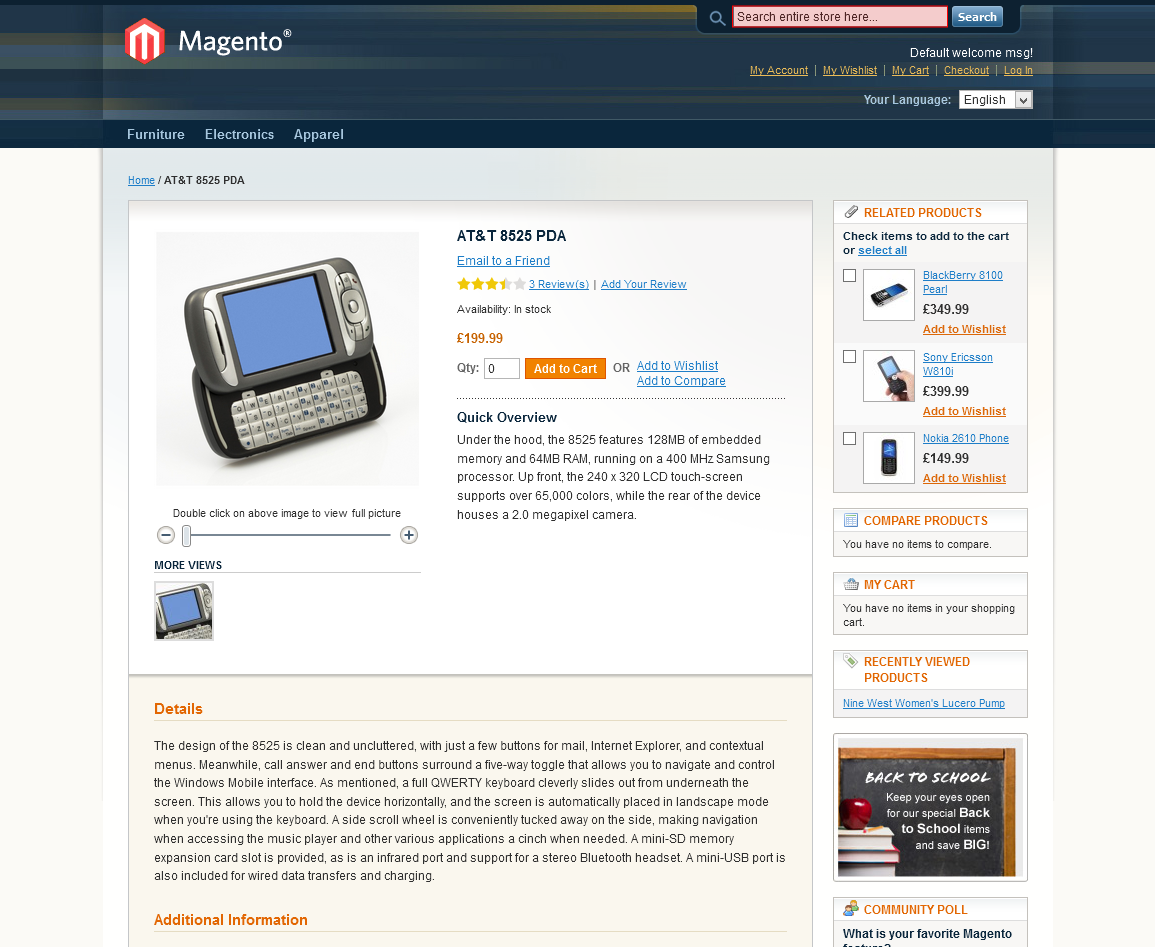 Magento®
Search entire store here...
Search
Default welcome msg!
My Account | My Wishlist | My Cart | Checkout | Log In
Your Language: English
Furniture Electronics Apparel
Home / AT&T 8525 PDA
AT&T 8525 PDA
Email to a Friend
3 Review(s) | Add Your Review
Availability: In stock
£199.99
Qty: 0 Add to Cart OR Add to Wishlist
Add to Compare
Quick Overview
Under the hood, the 8525 features 128MB of embedded
memory and 64MB RAM, running on a 400 MHz Samsung
processor. Up front, the 240 x 320 LCD touch-screen
supports over 65,000 colors, while the rear of the device
houses a 2.0 megapixel camera.
Double click on above image to view full picture
MORE VIEWS
Details
The design of the 8525 is clean and uncluttered, with just a few buttons for mail, Internet Explorer, and contextual
menus. Meanwhile, call answer and end buttons surround a five-way toggle that allows you to navigate and control
the Windows Mobile interface. As mentioned, a full QWERTY keyboard cleverly slides out from underneath the
screen. This allows you to hold the device horizontally, and the screen is automatically placed in landscape mode
when you're using the keyboard. A side scroll wheel is conveniently tucked away on the side, making navigation
when accessing the music player and other various applications a cinch when needed. A mini-SD memory
expansion card slot is provided, as is an infrared port and support for a stereo Bluetooth headset. A mini-USB port is
also included for wired data transfers and charging.
Additional Information
RELATED PRODUCTS
Check items to add to the cart
or select all
BlackBerry 8100
Pearl
£349.99
Add to Wishlist
Sony Ericsson
W810i
£399.99
Add to Wishlist
Nokia 2610 Phone
£149.99
Add to Wishlist
COMPARE PRODUCTS
You have no items to compare.
MY CART
You have no items in your shopping
cart.
RECENTLY VIEWED
PRODUCTS
Nine West Women's Lucero Pump
BACK TO SCHOOL
Keep your eyes open
for our special Back
to School items
and save BIG!
COMMUNITY POLL
What is your favorite Magento
feature?